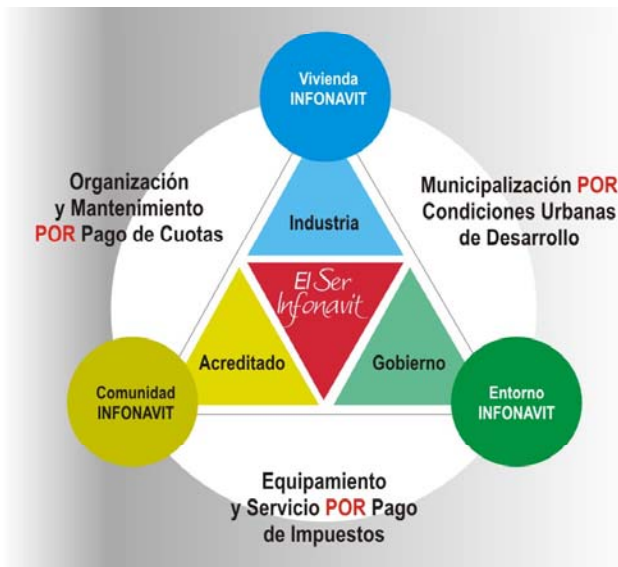 Vivienda
INFONAVIT
Organización
y Mantenimiento
POR Pago de Cuotas
Municipalización POR
Condiciones Urbanas
de Desarrollo
Industria
El Ser
Infonavit
Acreditado
Gobierno
Comunidad
INFONAVIT
Entorno
INFONAVIT
Equipamiento
y Servicio POR Pago
de Impuestos